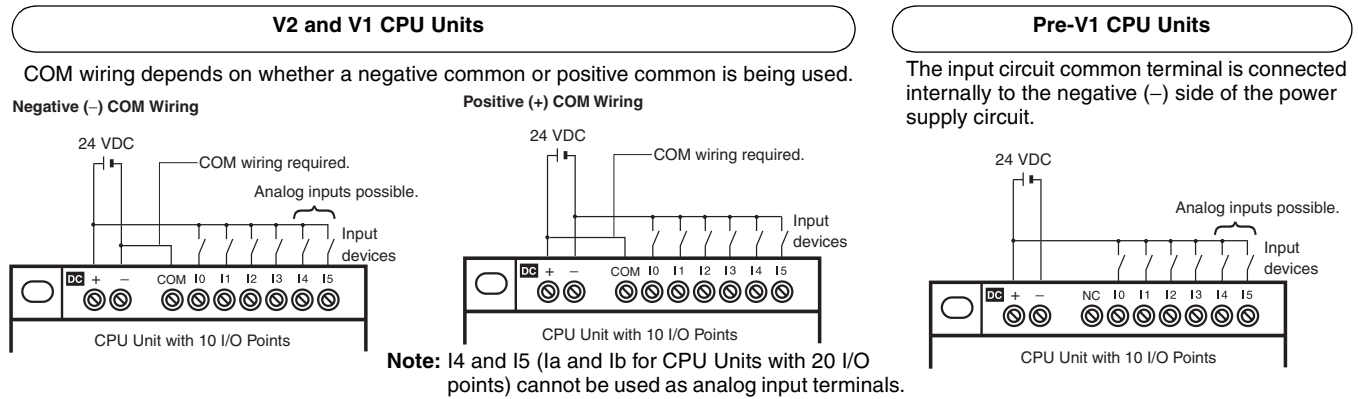 V2 and V1 CPU Units
COM wiring depends on whether a negative common or positive common is being used.
Negative (–) COM Wiring
24 VDC
COM wiring required.
Analog inputs possible.
Input
devices
DC + – COM I0 I1 I2 I3 I4 I5
CPU Unit with 10 I/O Points
Positive (+) COM Wiring
24 VDC
COM wiring required.
Input
devices
DC + – COM I0 I1 I2 I3 I4 I5
CPU Unit with 10 I/O Points
Note: I4 and I5 (Ia and Ib for CPU Units with 20 I/O
points) cannot be used as analog input terminals.
Pre-V1 CPU Units
The input circuit common terminal is connected
internally to the negative (–) side of the power
supply circuit.
24 VDC
Analog inputs possible.
Input
devices
DC + – NC I0 I1 I2 I3 I4 I5
CPU Unit with 10 I/O Points